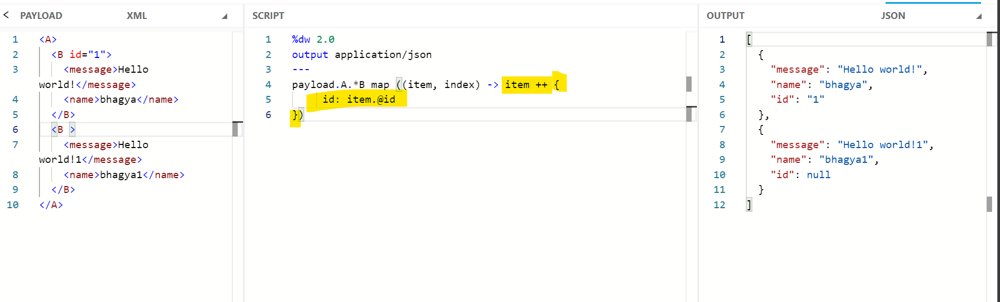 < PAYLOAD XML
1 <A>
2 <B id="1">
3 <message>Hello
world!</message>
4 <name>bhagya</name>
5 </B>
6 <B >
7 <message>Hello
world!1</message>
8 <name>bhagya1</name>
9 </B>
10 </A>
SCRIPT
1 %dw 2.0
2 output application/json
3 ---
4 payload.A.*B map ((item, index) -> item ++ {
5 id: item.@id
6 })
OUTPUT JSON
1 [
2 {
3 "message": "Hello world!",
4 "name": "bhagya",
5 "id": "1"
6 },
7 {
8 "message": "Hello world!1",
9 "name": "bhagya1",
10 "id": null
11 }
12 ]